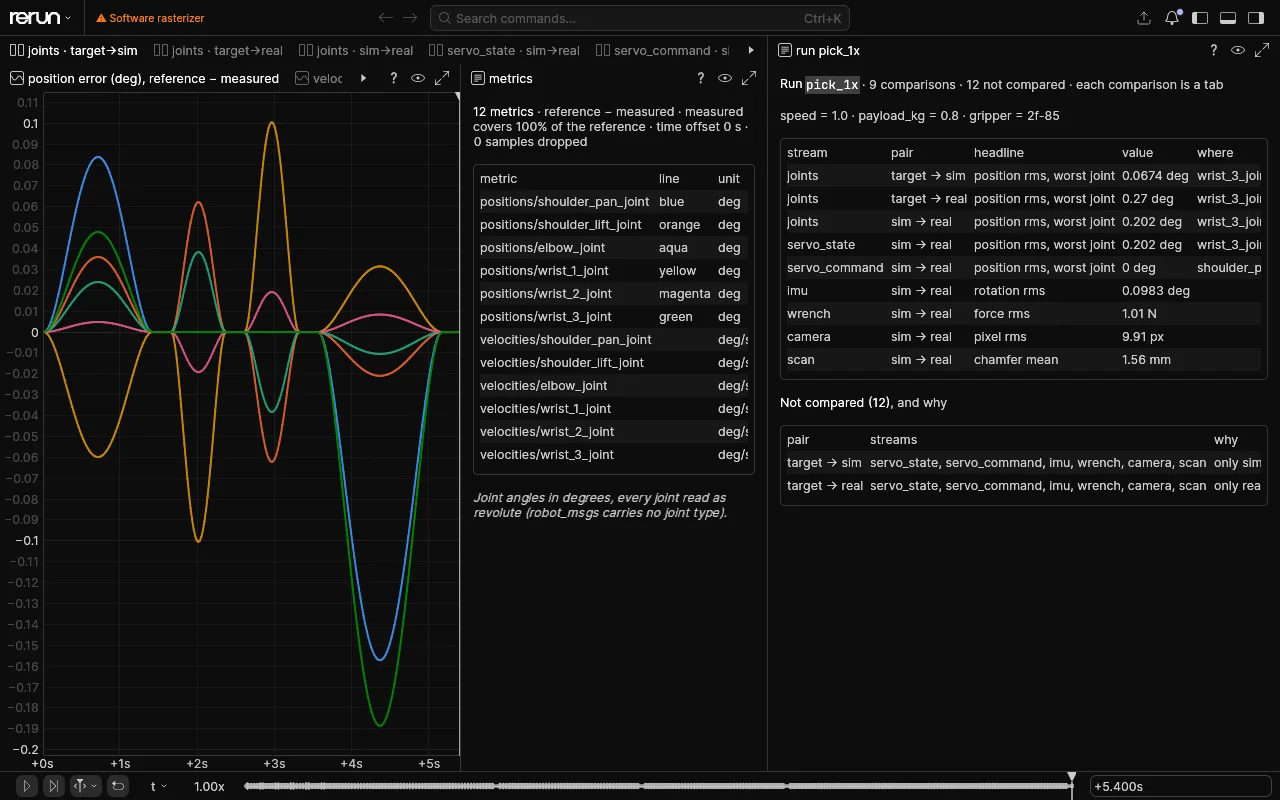 rerun
Software rasterizer
Search commands...
Ctrl+K
joints · target→sim
joints · target→real
joints · sim→real
servo_state · sim→real
servo_command · si
run pick_1x
?
position error (deg), reference − measured
veloc
?
metrics
?
0.11
0.1
0.09
0.08
0.07
0.06
0.05
0.04
0.03
0.02
0.01
0
−0.01
−0.02
−0.03
−0.04
−0.05
−0.06
−0.07
−0.08
−0.09
−0.1
−0.11
−0.12
−0.13
−0.14
−0.15
−0.16
−0.17
−0.18
−0.19
−0.2
+0s +1s +2s +3s +4s +5s
12 metrics · reference − measured · measured
covers 100% of the reference · time offset 0 s ·
0 samples dropped
metric line unit
positions/shoulder_pan_joint blue deg
positions/shoulder_lift_joint orange deg
positions/elbow_joint aqua deg
positions/wrist_1_joint yellow deg
positions/wrist_2_joint magenta deg
positions/wrist_3_joint green deg
velocities/shoulder_pan_joint deg/s
velocities/shoulder_lift_joint deg/s
velocities/elbow_joint deg/s
velocities/wrist_1_joint deg/s
velocities/wrist_2_joint deg/s
velocities/wrist_3_joint deg/s
Joint angles in degrees, every joint read as
revolute (robot_msgs carries no joint type).
Run pick_1x · 9 comparisons · 12 not compared · each comparison is a tab
speed = 1.0 · payload_kg = 0.8 · gripper = 2f-85
stream pair headline value where
joints target → sim position rms, worst joint 0.0674 deg wrist_3_joi
joints target → real position rms, worst joint 0.27 deg wrist_3_joi
joints sim → real position rms, worst joint 0.202 deg wrist_3_joi
servo_state sim → real position rms, worst joint 0.202 deg wrist_3_joi
servo_command sim → real position rms, worst joint 0 deg shoulder_p
imu sim → real rotation rms 0.0983 deg
wrench sim → real force rms 1.01 N
camera sim → real pixel rms 9.91 px
scan sim → real chamfer mean 1.56 mm
Not compared (12), and why
pair streams why
target → sim servo_state, servo_command, imu, wrench, camera, scan only sim
target → real servo_state, servo_command, imu, wrench, camera, scan only rea
t
1.00x
+5.400s